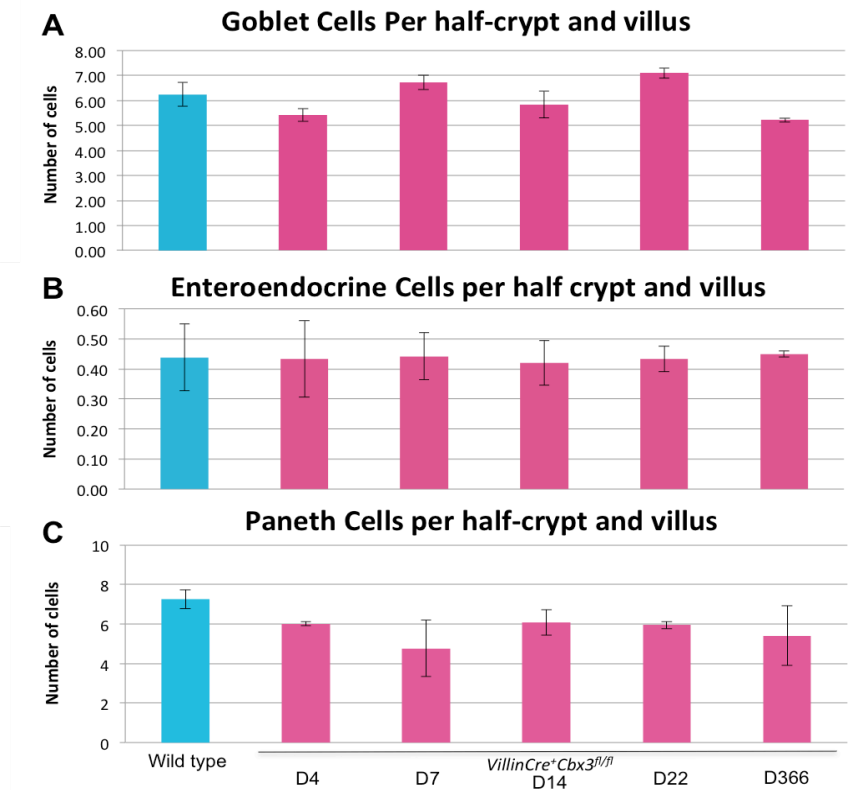 A
Goblet Cells Per half-crypt and villus
Number of cells
8.00
7.00
6.00
5.00
4.00
3.00
2.00
1.00
0.00
B
Enteroendocrine Cells per half crypt and villus
Number of cells
0.60
0.50
0.40
0.30
0.20
0.10
0.00
C
Paneth Cells per half-crypt and villus
Number of clells
10
8
6
4
2
0
Wild type
VillinCre⁺Cbx3ᶠˡ/ᶠˡ
D4
D7
D14
D22
D366